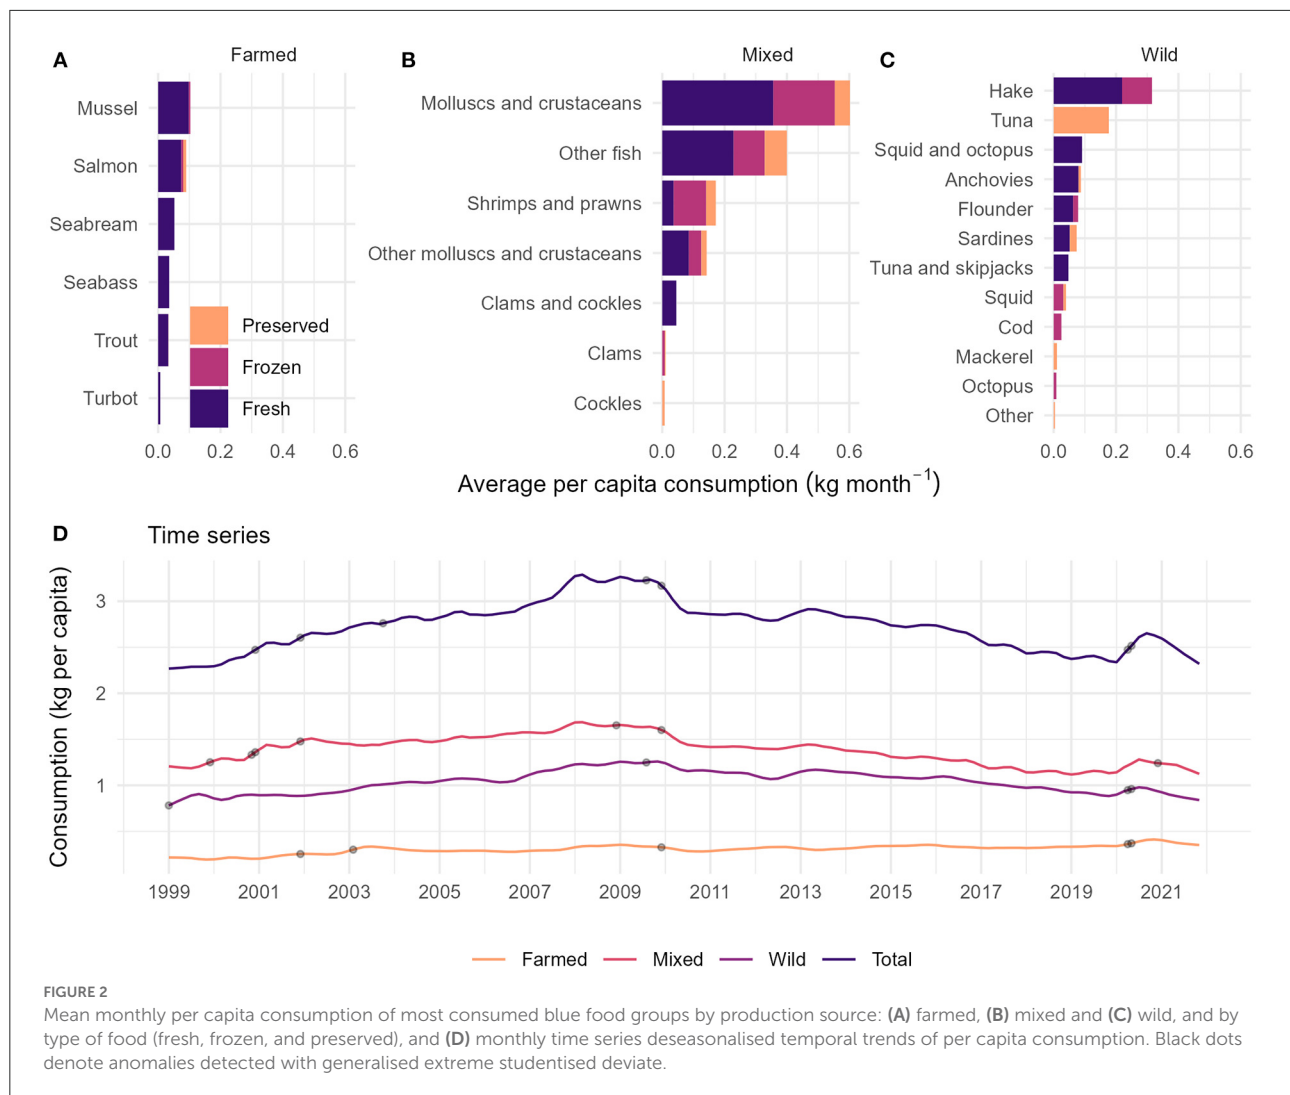 A
Farmed
Mussel
Salmon
Seabream
Seabass
Trout
Turbot
Preserved
Frozen
Fresh
0.0 0.2 0.4 0.6
B
Mixed
Molluscs and crustaceans
Other fish
Shrimps and prawns
Other molluscs and crustaceans
Clams and cockles
Clams
Cockles
0.0 0.2 0.4 0.6
C
Wild
Hake
Tuna
Squid and octopus
Anchovies
Flounder
Sardines
Tuna and skipjacks
Squid
Cod
Mackerel
Octopus
Other
0.0 0.2 0.4 0.6
Average per capita consumption (kg month⁻¹)
D
Time series
Consumption (kg per capita)
3
2
1
1999 2001 2003 2005 2007 2009 2011 2013 2015 2017 2019 2021
Farmed Mixed Wild Total
FIGURE 2
Mean monthly per capita consumption of most consumed blue food groups by production source: (A) farmed, (B) mixed and (C) wild, and by
type of food (fresh, frozen, and preserved), and (D) monthly time series deseasonalised temporal trends of per capita consumption. Black dots
denote anomalies detected with generalised extreme studentised deviate.